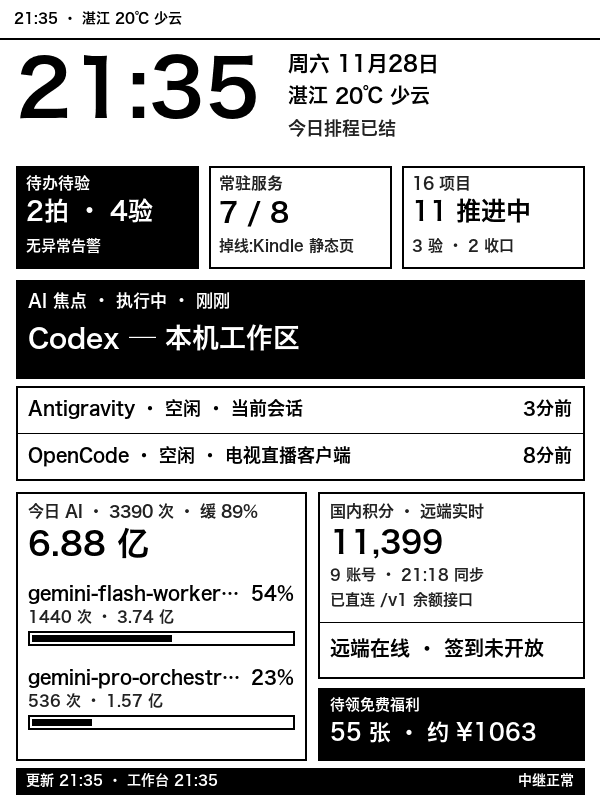 21:35 · 湛江 20℃ 少云
21:35
周六 11月28日
湛江 20℃ 少云
今日排程已结
待办待验
2拍 · 4验
无异常告警
常驻服务
7 / 8
掉线:Kindle 静态页
16 项目
11 推进中
3 验 · 2 收口
AI 焦点 · 执行中 · 刚刚
Codex — 本机工作区
Antigravity · 空闲 · 当前会话 3分前
OpenCode · 空闲 · 电视直播客户端 8分前
今日 AI · 3390 次 · 缓 89%
6.88 亿
gemini-flash-worker… 54%
1440 次 · 3.74 亿
gemini-pro-orchestr… 23%
536 次 · 1.57 亿
国内积分 · 远端实时
11,399
9 账号 · 21:18 同步
已直连 /v1 余额接口
远端在线 · 签到未开放
待领免费福利
55 张 · 约 ¥1063
更新 21:35 · 工作台 21:35 中继正常